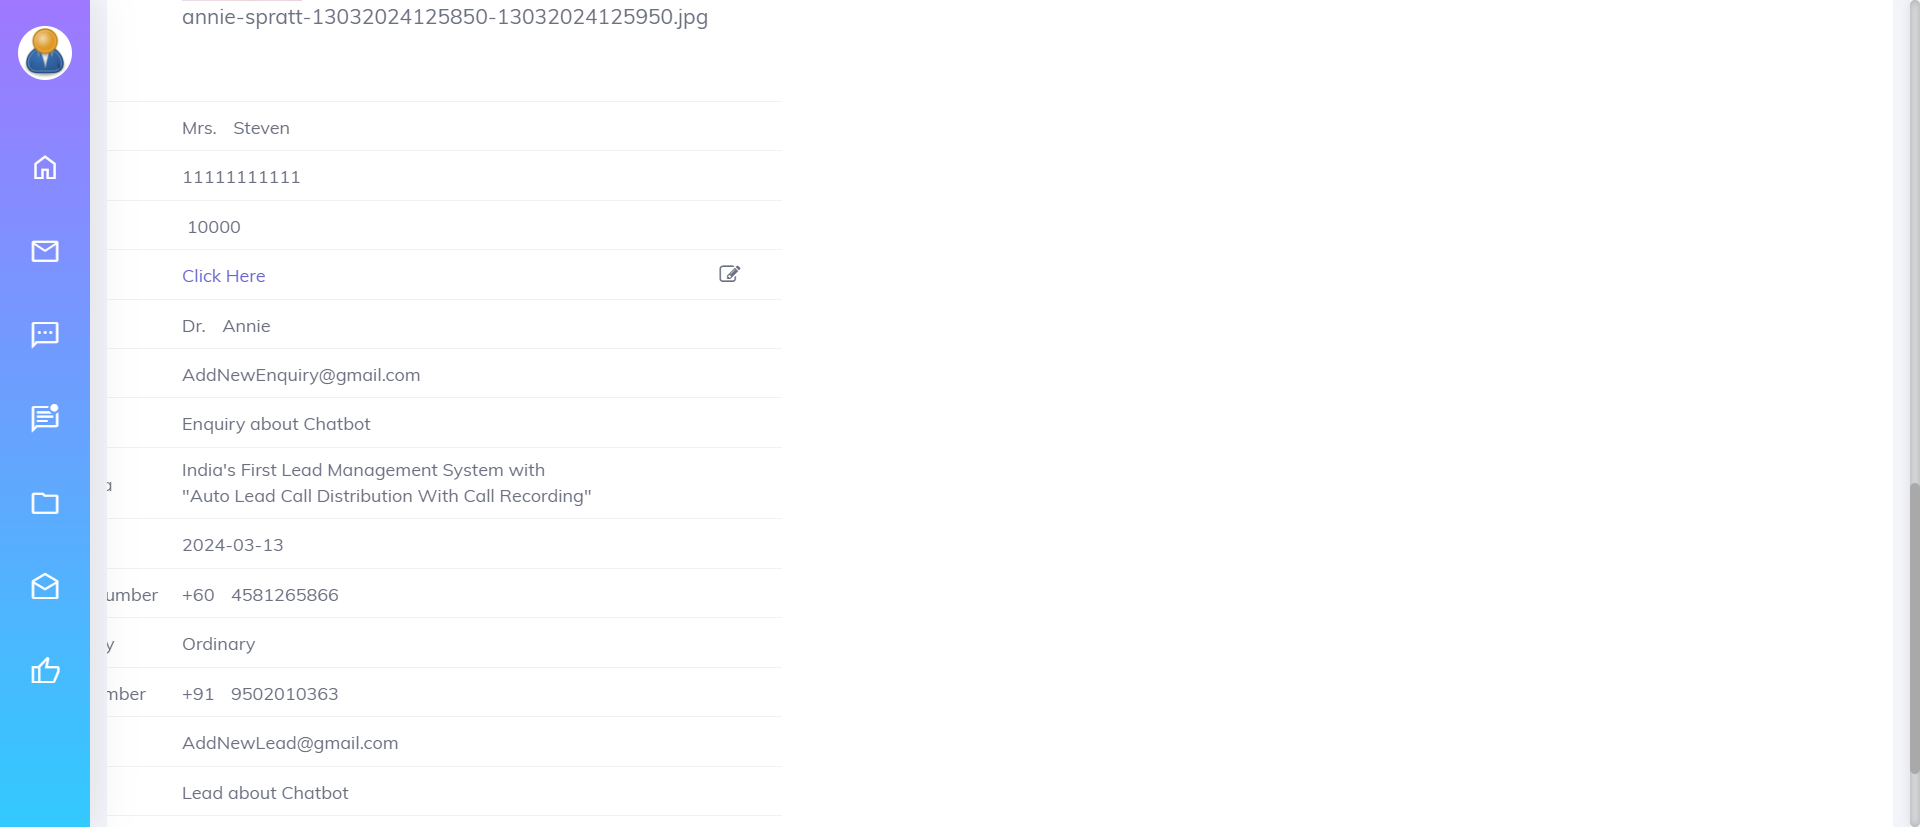 annie-spratt-13032024125850-13032024125950.jpg
Mrs. Steven
11111111111
10000
Click Here
Dr. Annie
AddNewEnquiry@gmail.com
Enquiry about Chatbot
India's First Lead Management System with
"Auto Lead Call Distribution With Call Recording"
2024-03-13
umber +60 4581265866
y Ordinary
mber +91 9502010363
AddNewLead@gmail.com
Lead about Chatbot